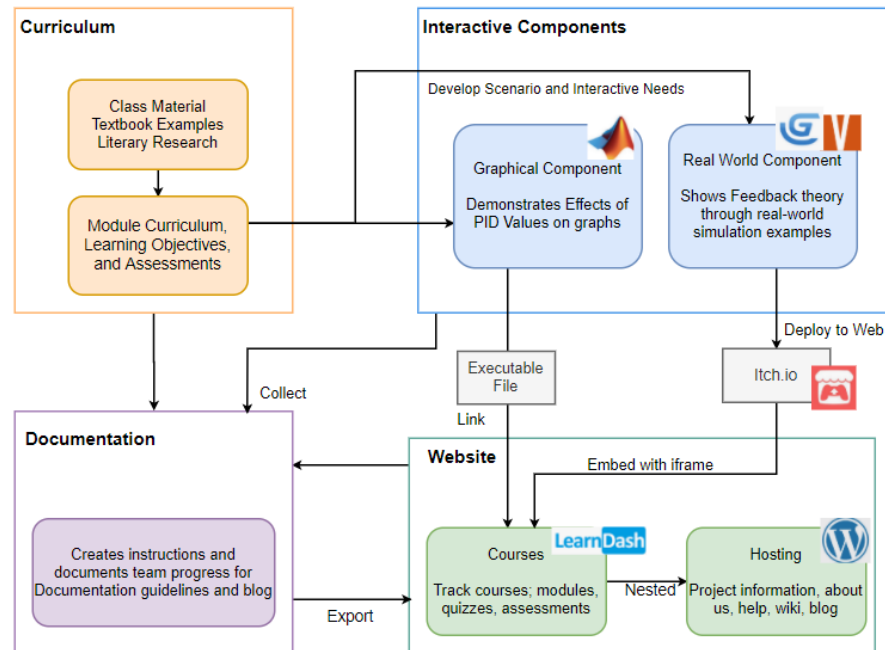 Curriculum
Class Material
Textbook Examples
Literary Research
Module Curriculum,
Learning Objectives,
and Assessments
Interactive Components
Develop Scenario and Interactive Needs
Graphical Component
Demonstrates Effects of
PID Values on graphs
Real World Component
Shows Feedback theory
through real-world
simulation examples
Deploy to Web
Executable
File
Link
Itch.io
Collect
Embed with iframe
Documentation
Creates instructions and
documents team progress for
Documentation guidelines and blog
Export
Website
LearnDash
Courses
Track courses; modules,
quizzes, assessments
Nested
Hosting
Project information, about
us, help, wiki, blog